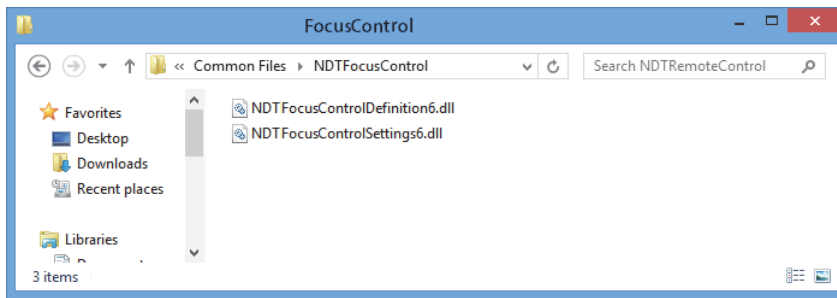 FocusControl
« Common Files NDTFocusControl
Search NDTRemoteControl
Favorites
Desktop
Downloads
Recent places
Libraries
NDTFocusControlDefinition6.dll
NDTFocusControlSettings6.dll
3 items